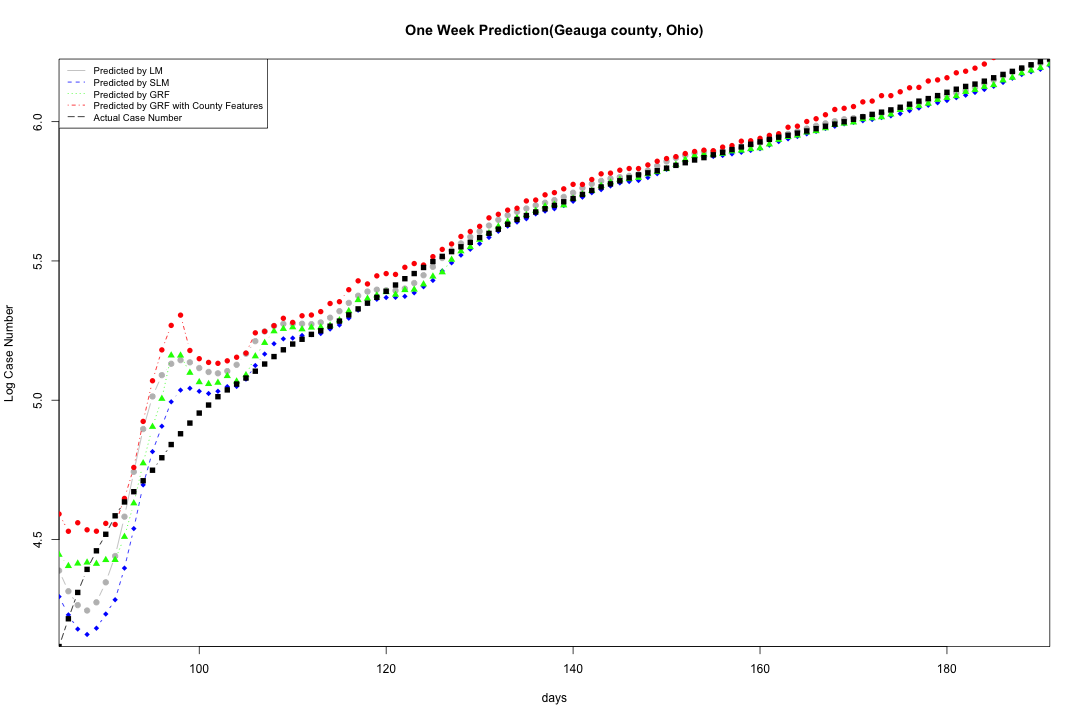 One Week Prediction(Geauga county, Ohio)
Predicted by LM
Predicted by SLM
Predicted by GRF
Predicted by GRF with County Features
Actual Case Number
Log Case Number
6.0
5.5
5.0
4.5
100 120 140 160 180
days